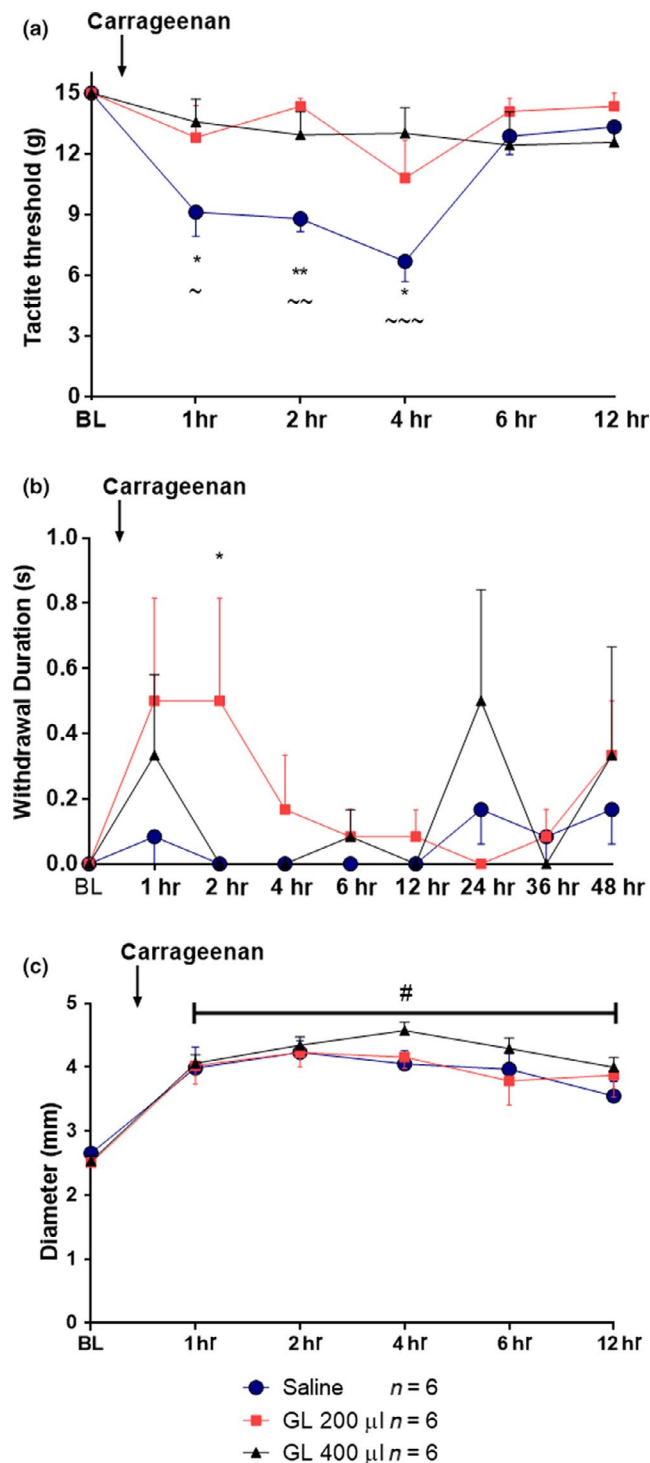 (a)
Carrageenan
15
12
9
6
3
0
Tactite threshold (g)
* ** *
~ ~~ ~~~
BL 1hr 2 hr 4 hr 6 hr 12 hr
(b)
Carrageenan
1.0
0.8
0.6
0.4
0.2
0.0
Withdrawal Duration (s)
*
BL 1 hr 2 hr 4 hr 6 hr 12 hr 24 hr 36 hr 48 hr
(c)
Carrageenan
5
4
3
2
1
0
Diameter (mm)
#
BL 1hr 2 hr 4 hr 6 hr 12 hr
Saline n = 6
GL 200 µl n = 6
GL 400 µl n = 6